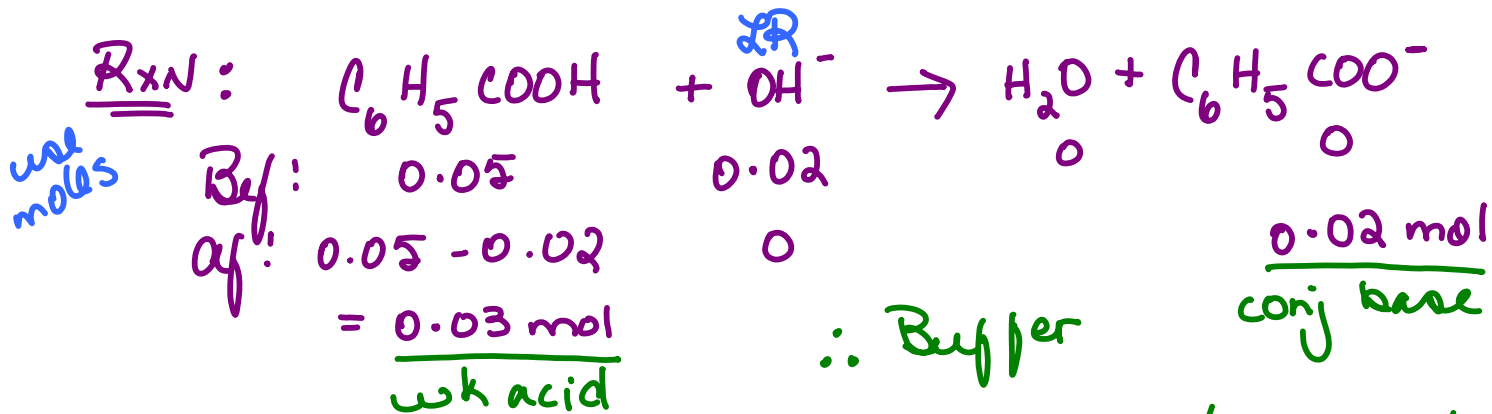 LR
RXN: C6H5COOH + OH⁻ → H2O + C6H5COO⁻
use moles
Bef: 0.05 0.02 0 0
af: 0.05 - 0.02 0 0.02 mol
= 0.03 mol conj base
wk acid ∴ Buffer